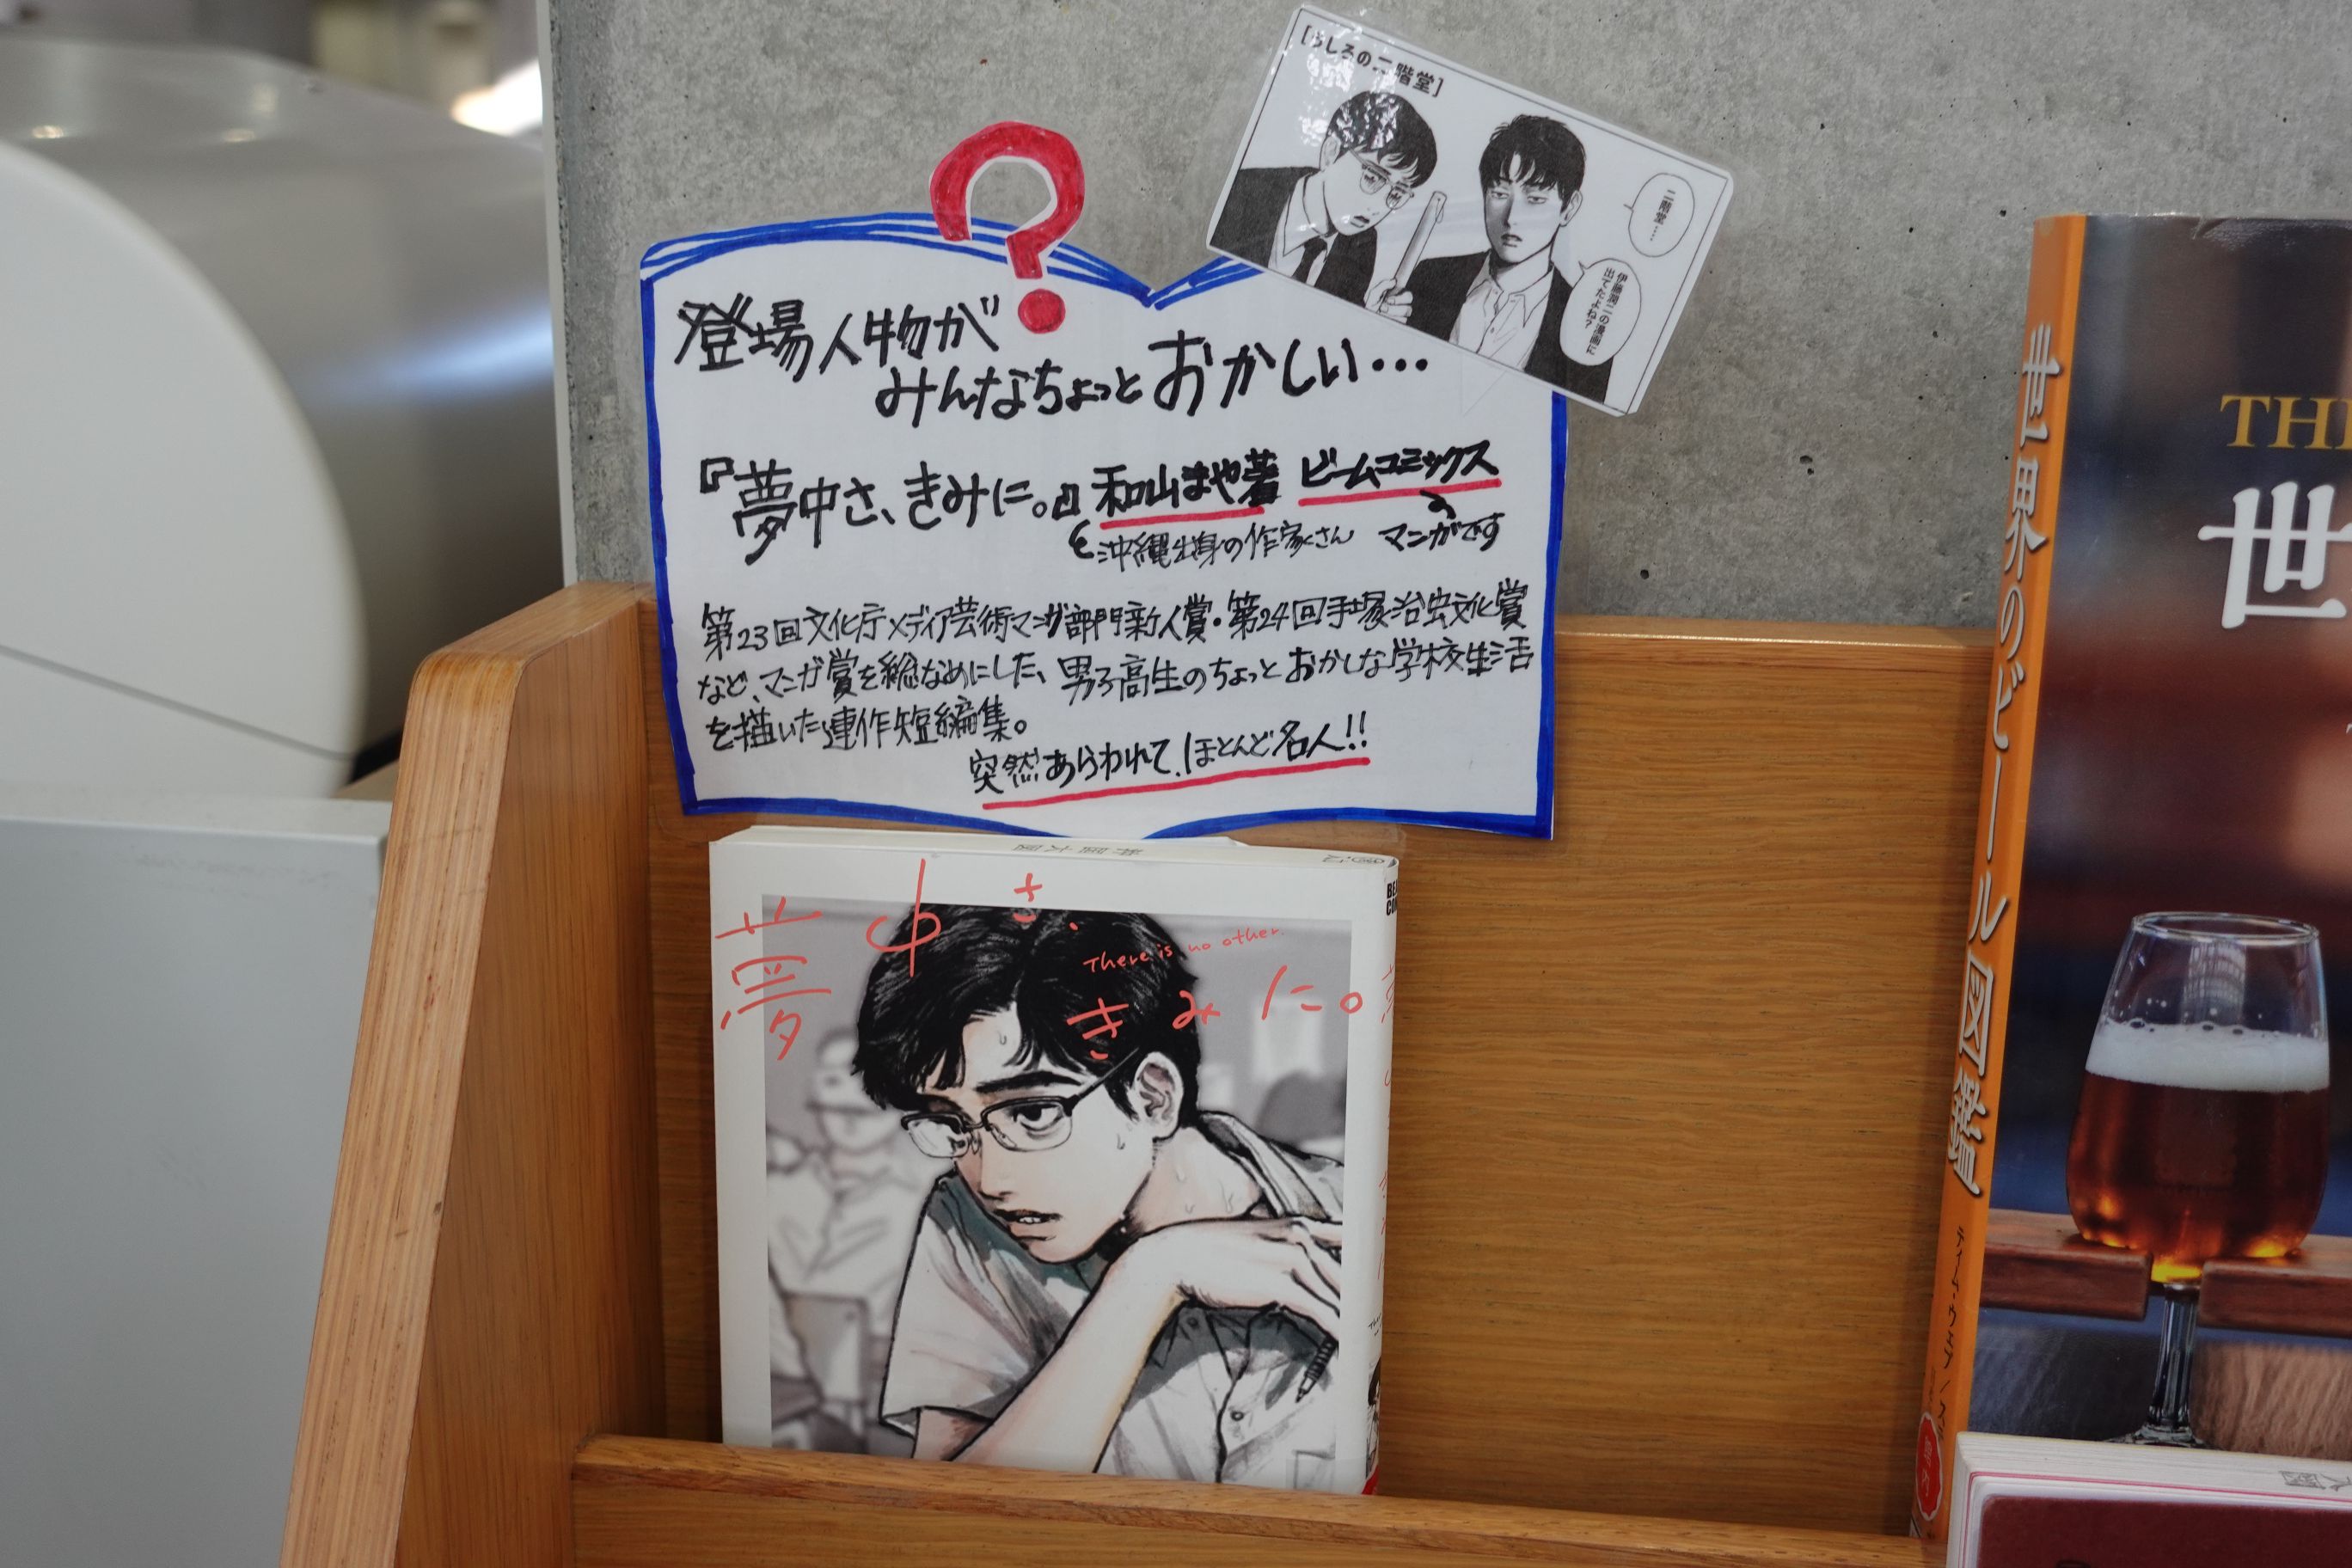 [うしろの二階堂]
二階堂…
伊藤潤二の漫画に
出てたよね?
登場人物が
みんなちょっとおかしい…
『夢中さ、きみに。』和山まや著 ビームコミックス
沖縄出身の作家さん マンガです
第23回文化庁メディア芸術マンガ部門新人賞・第24回手塚治虫文化賞
など、マンガ賞を総なめにした、男子高生のちょっとおかしな学校生活
を描いた連作短編集。
突然あらわれて、ほとんど名人!!
夢中さ、
There is no other
きみに。
世界のビール図鑑
TH
世